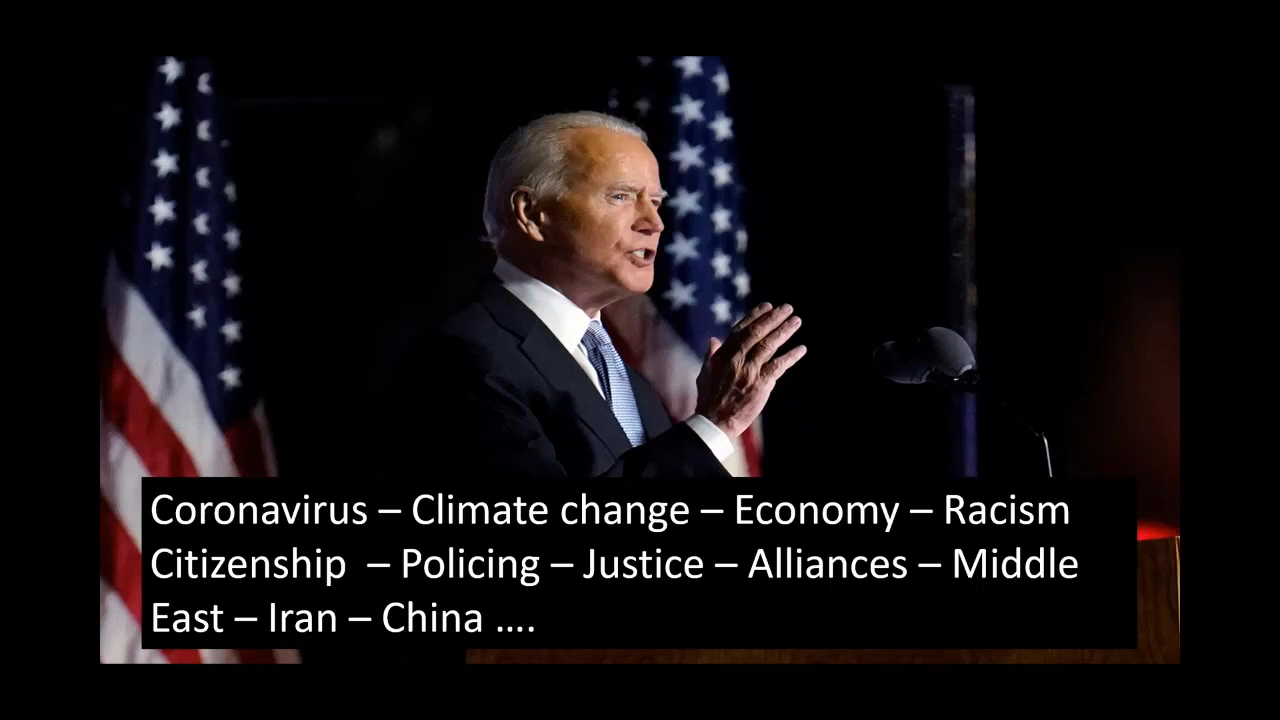 Coronavirus – Climate change – Economy – Racism
Citizenship  – Policing – Justice – Alliances – Middle
East – Iran – China ....